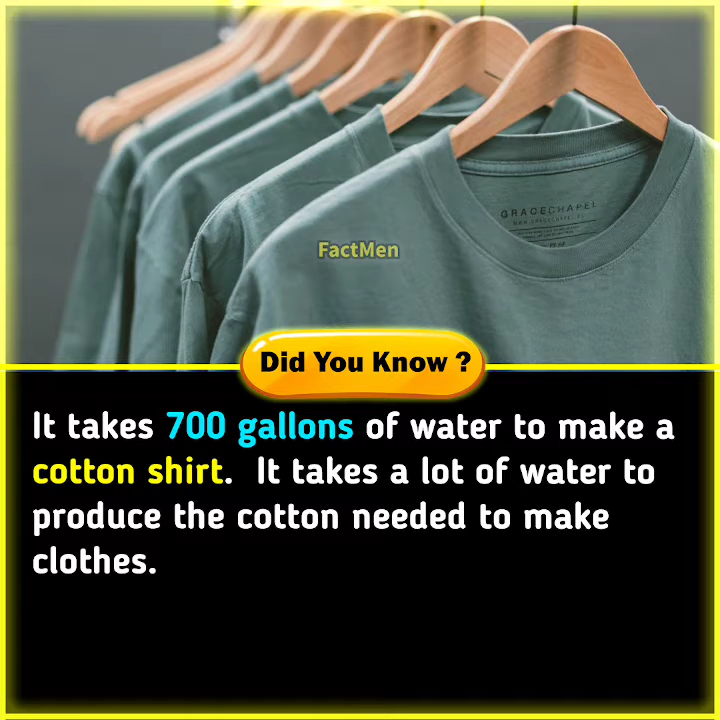 GRACECHAPEL
FactMen
Did You Know ?
It takes 700 gallons of water to make a
cotton shirt. It takes a lot of water to
produce the cotton needed to make
clothes.